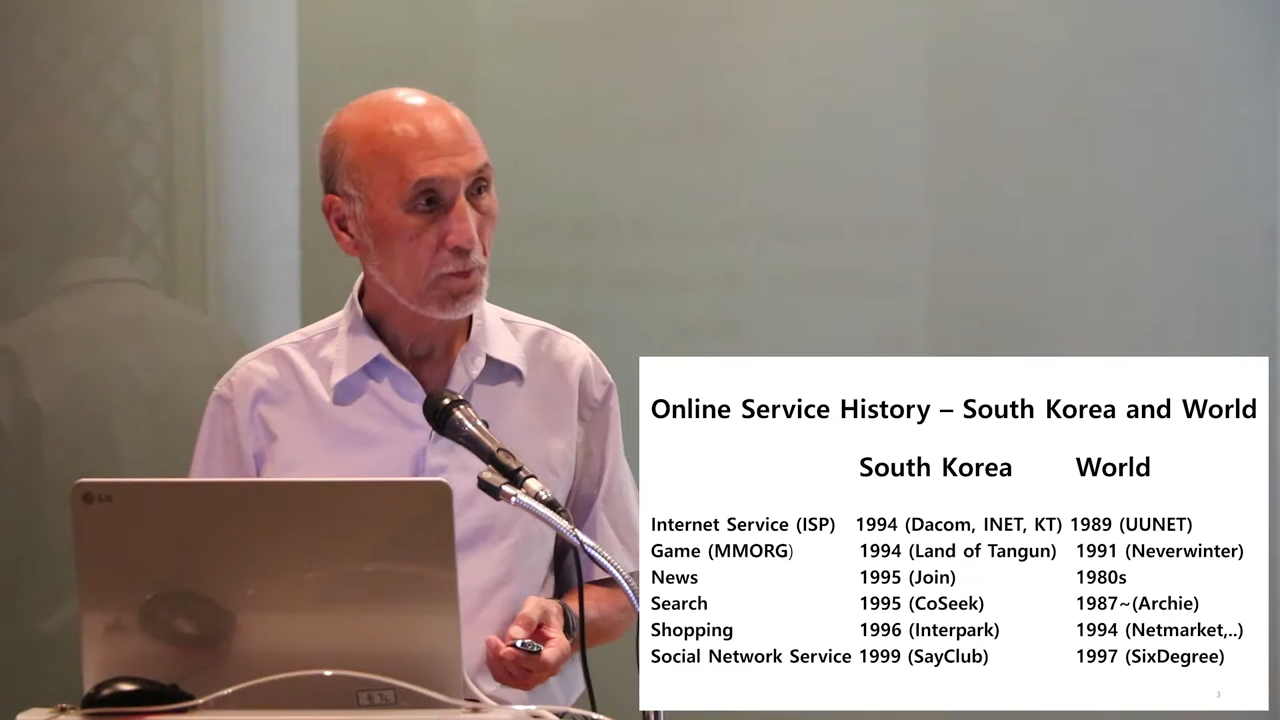 LG
Online Service History – South Korea and World
South Korea World
Internet Service (ISP) 1994 (Dacom, INET, KT) 1989 (UUNET)
Game (MMORG) 1994 (Land of Tangun) 1991 (Neverwinter)
News 1995 (Join) 1980s
Search 1995 (CoSeek) 1987~(Archie)
Shopping 1996 (Interpark) 1994 (Netmarket,..)
Social Network Service 1999 (SayClub) 1997 (SixDegree)
3